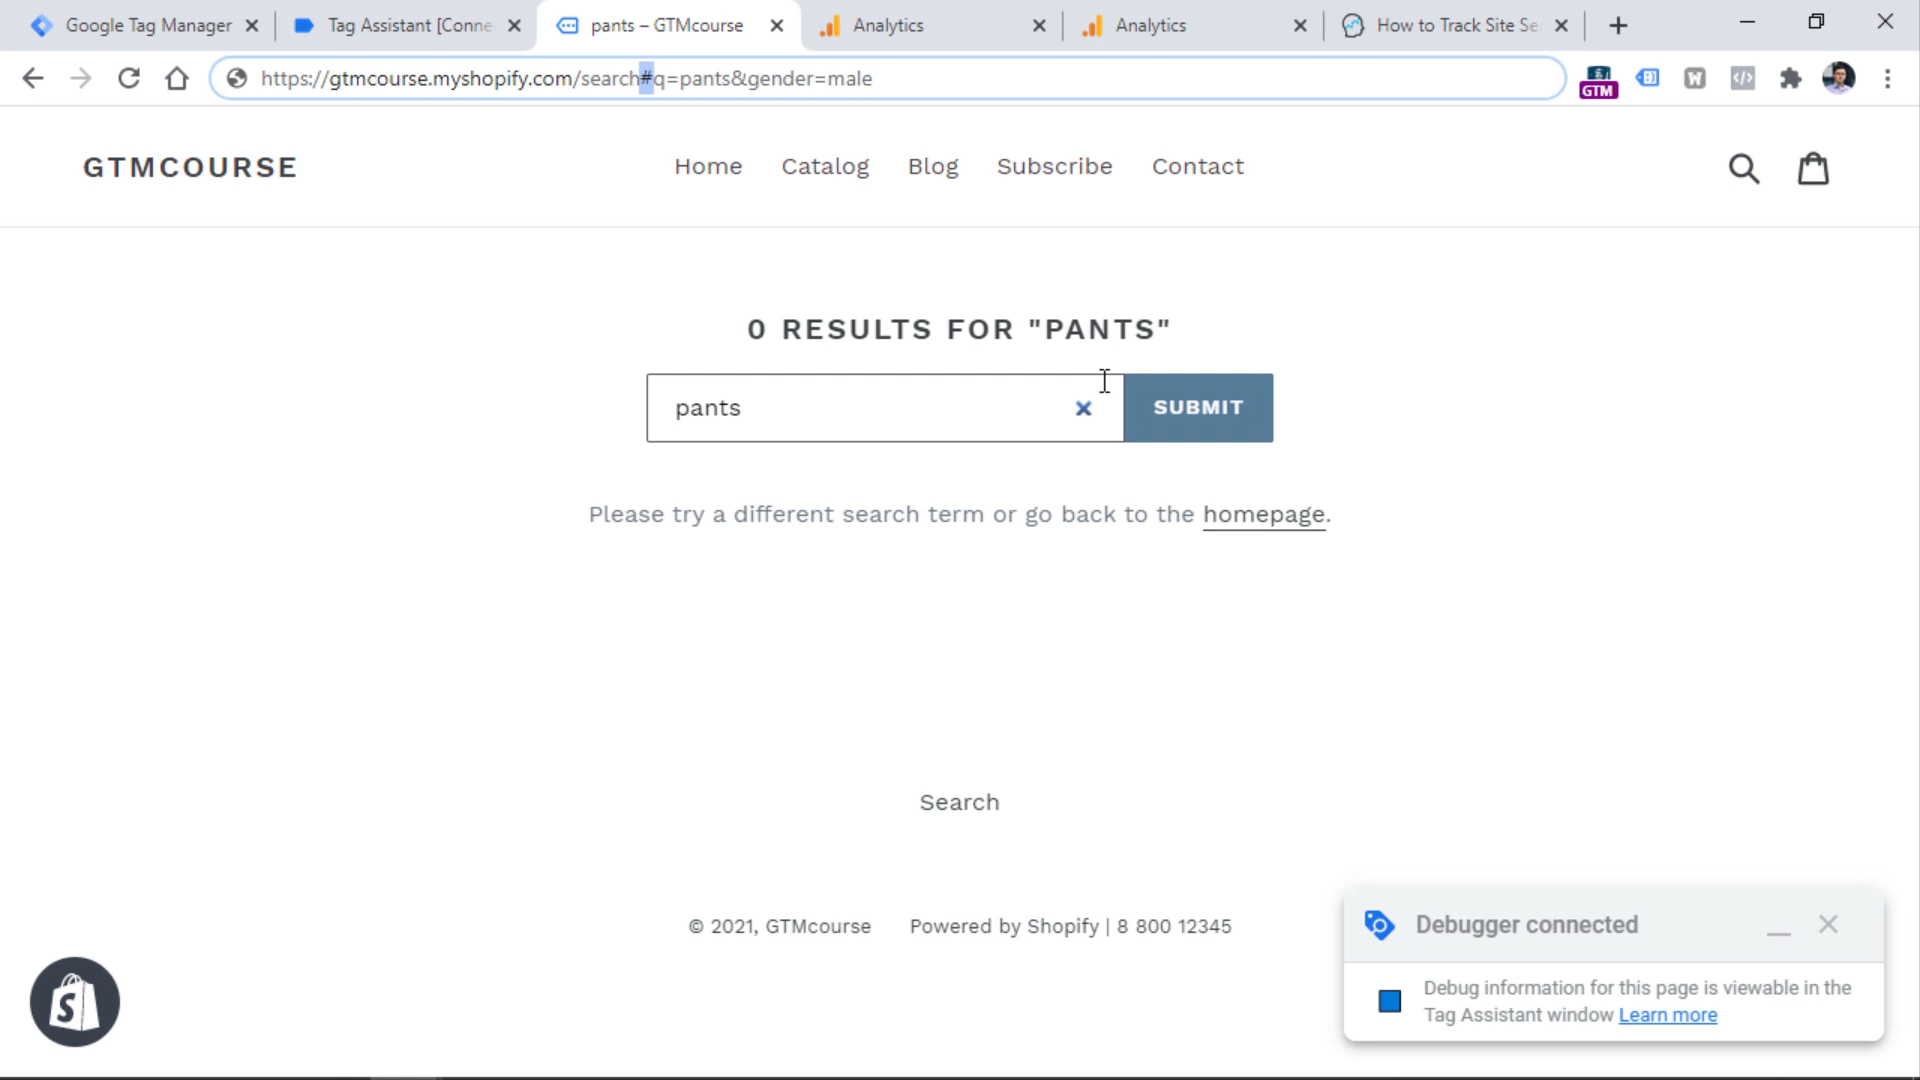 Google Tag Manager
Tag Assistant [Conne
pants – GTMcourse
Analytics
Analytics
How to Track Site Se
https://gtmcourse.myshopify.com/search#q=pants&gender=male
GTM
W
GTMCOURSE
Home
Catalog
Blog
Subscribe
Contact
0 RESULTS FOR "PANTS"
pants
SUBMIT
Please try a different search term or go back to the homepage.
Search
© 2021, GTMcourse
Powered by Shopify | 8 800 12345
Debugger connected
Debug information for this page is viewable in the
Tag Assistant window Learn more